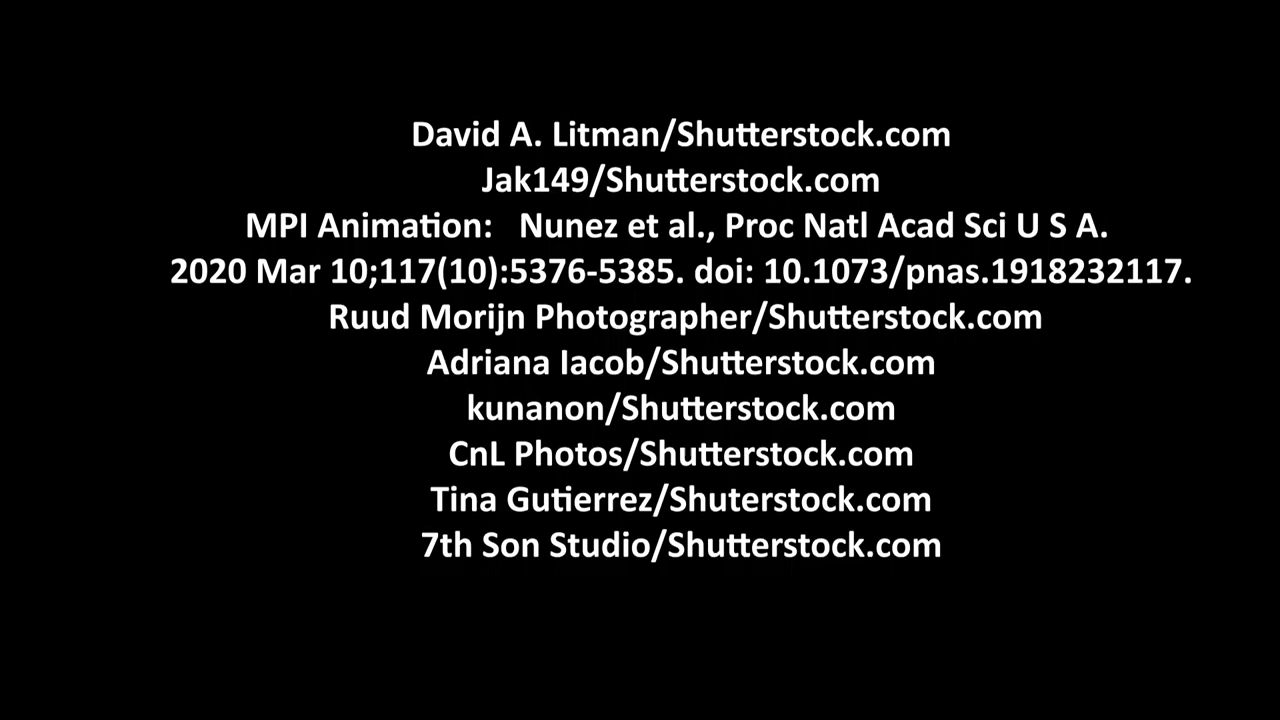 David A. Litman/Shutterstock.com
Jak149/Shutterstock.com
MPI Animation:   Nunez et al., Proc Natl Acad Sci U S A.
2020 Mar 10;117(10):5376-5385. doi: 10.1073/pnas.1918232117.
Ruud Morijn Photographer/Shutterstock.com
Adriana Iacob/Shutterstock.com
kunanon/Shutterstock.com
CnL Photos/Shutterstock.com
Tina Gutierrez/Shuterstock.com
7th Son Studio/Shutterstock.com